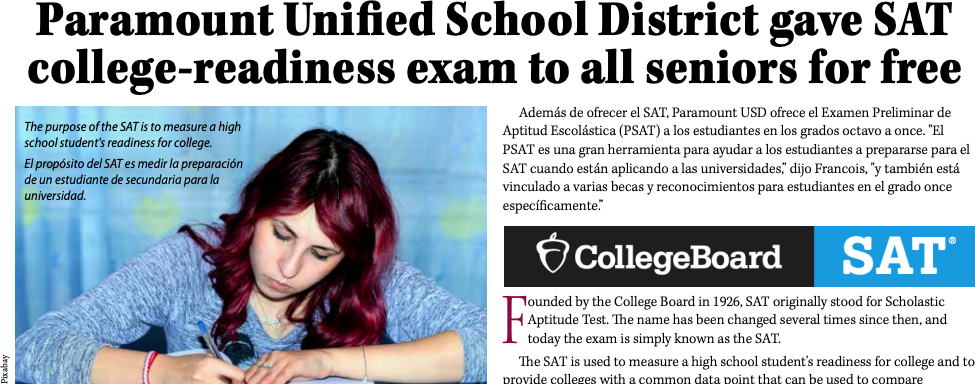 Paramount Unified School District gave SAT
college-readiness exam to all seniors for free
The purpose of the SAT is to measure a high
school student's readiness for college.
El propósito del SAT es medir la preparación
de un estudiante de secundaria para la
universidad.
Pixabay
Además de ofrecer el SAT, Paramount USD ofrece el Examen Preliminar de
Aptitud Escolástica (PSAT) a los estudiantes en los grados octavo a once. "El
PSAT es una gran herramienta para ayudar a los estudiantes a prepararse para el
SAT cuando están aplicando a las universidades," dijo Francois, "y también está
vinculado a varias becas y reconocimientos para estudiantes en el grado once
específicamente."
CollegeBoard SAT®
Founded by the College Board in 1926, SAT originally stood for Scholastic
Aptitude Test. The name has been changed several times since then, and
today the exam is simply known as the SAT.
The SAT is used to measure a high school student's readiness for college and to
provide colleges with a common data point that can be used to compare